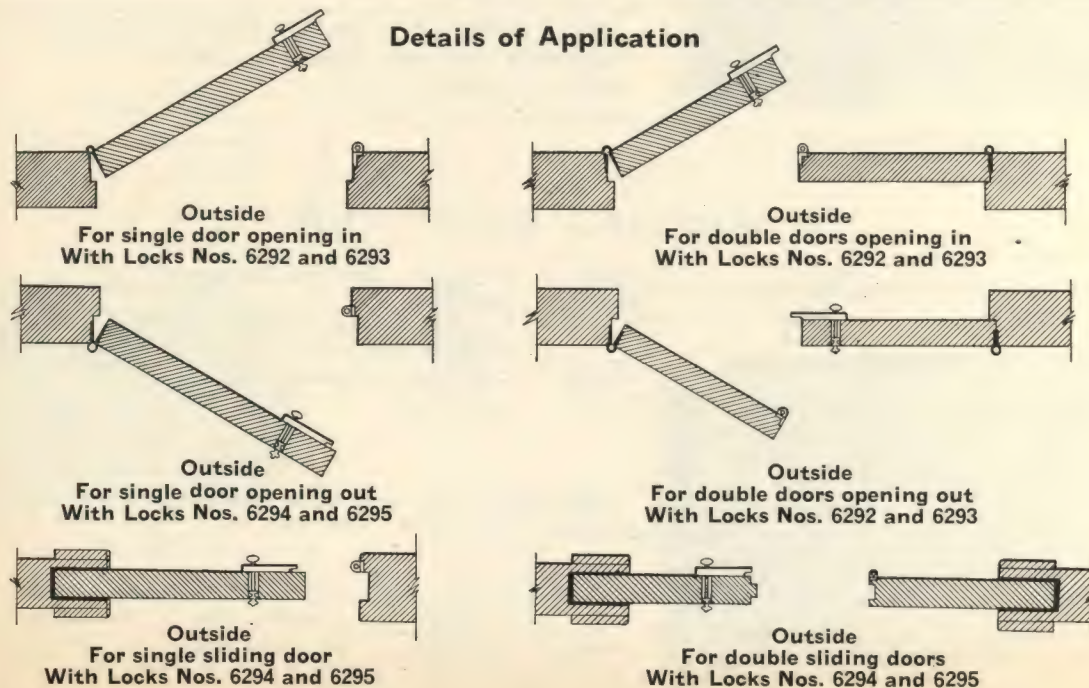 Details of Application
Outside
For single door opening in
With Locks Nos. 6292 and 6293
Outside
For double doors opening in
With Locks Nos. 6292 and 6293
Outside
For single door opening out
With Locks Nos. 6294 and 6295
Outside
For double doors opening out
With Locks Nos. 6292 and 6293
Outside
For single sliding door
With Locks Nos. 6294 and 6295
Outside
For double sliding doors
With Locks Nos. 6294 and 6295